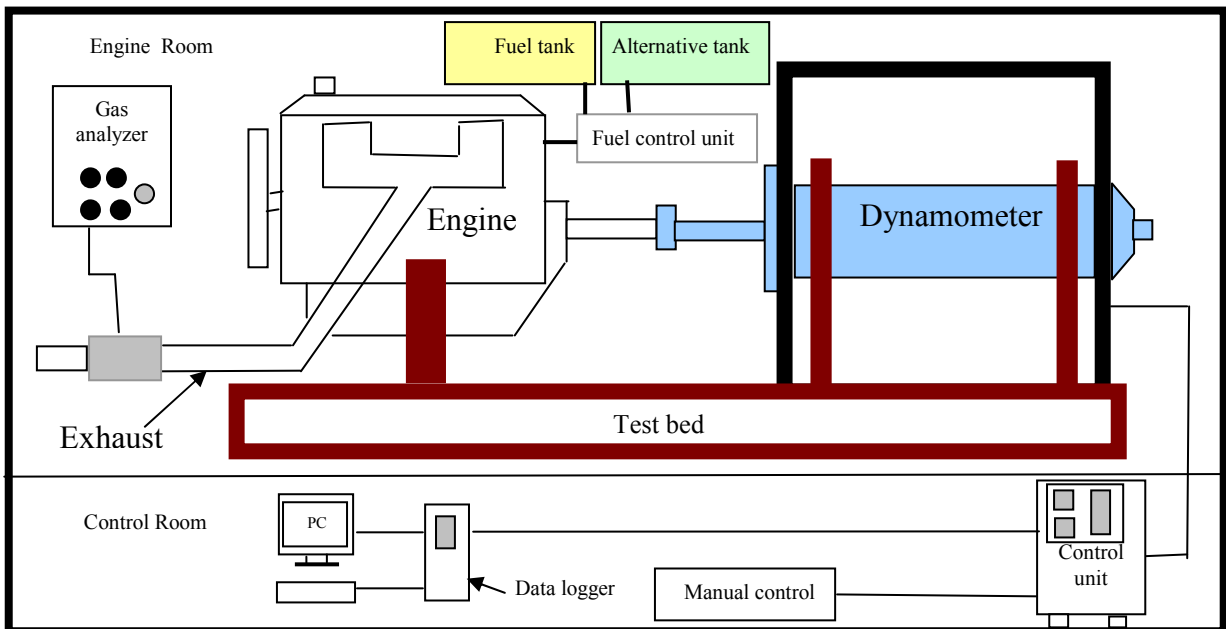 Engine Room
Fuel tank
Alternative tank
Gas
analyzer
Fuel control unit
Engine
Dynamometer
Exhaust
Test bed
Control Room
PC
Data logger
Manual control
Control
unit